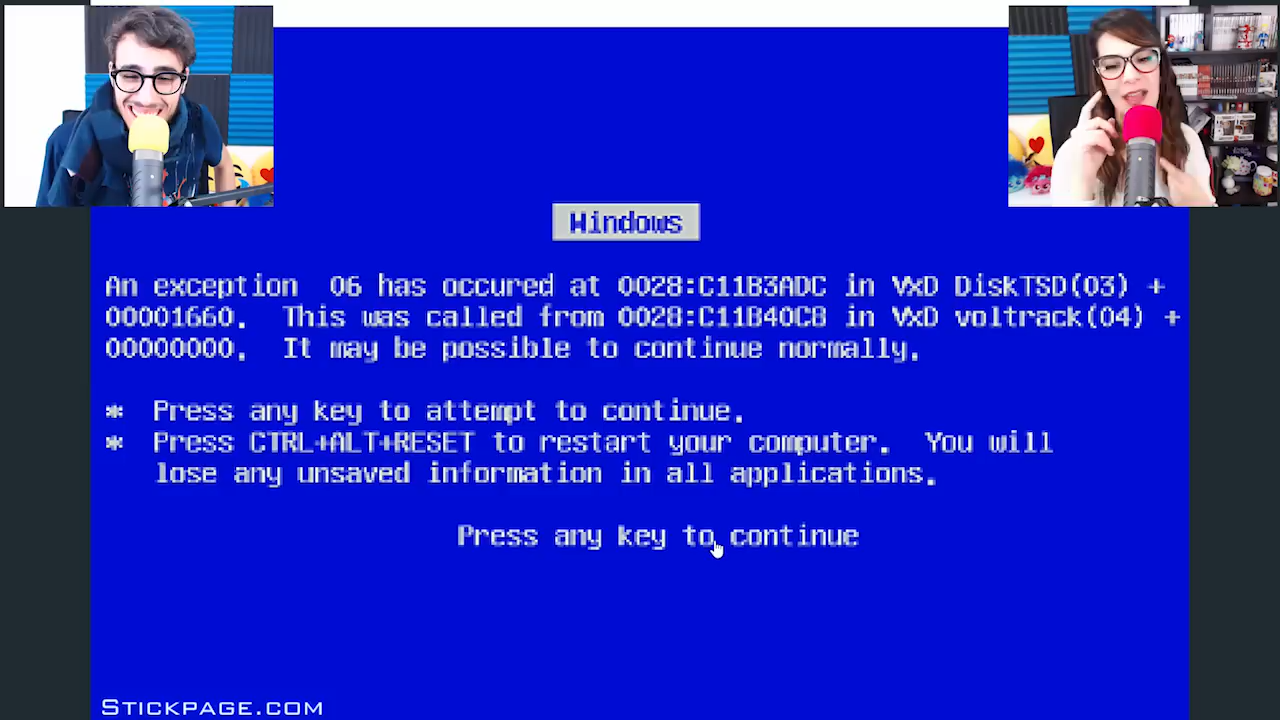 Windows
An exception 06 has occured at 0028:C11B3ADC in VxD DiskTSD(03) +
00001660. This was called from 0028:C11B40C8 in VxD voltrack(04) +
00000000. It may be possible to continue normally.
* Press any key to attempt to continue.
* Press CTRL+ALT+RESET to restart your computer. You will
lose any unsaved information in all applications.
Press any key to continue
STICKPAGE.COM